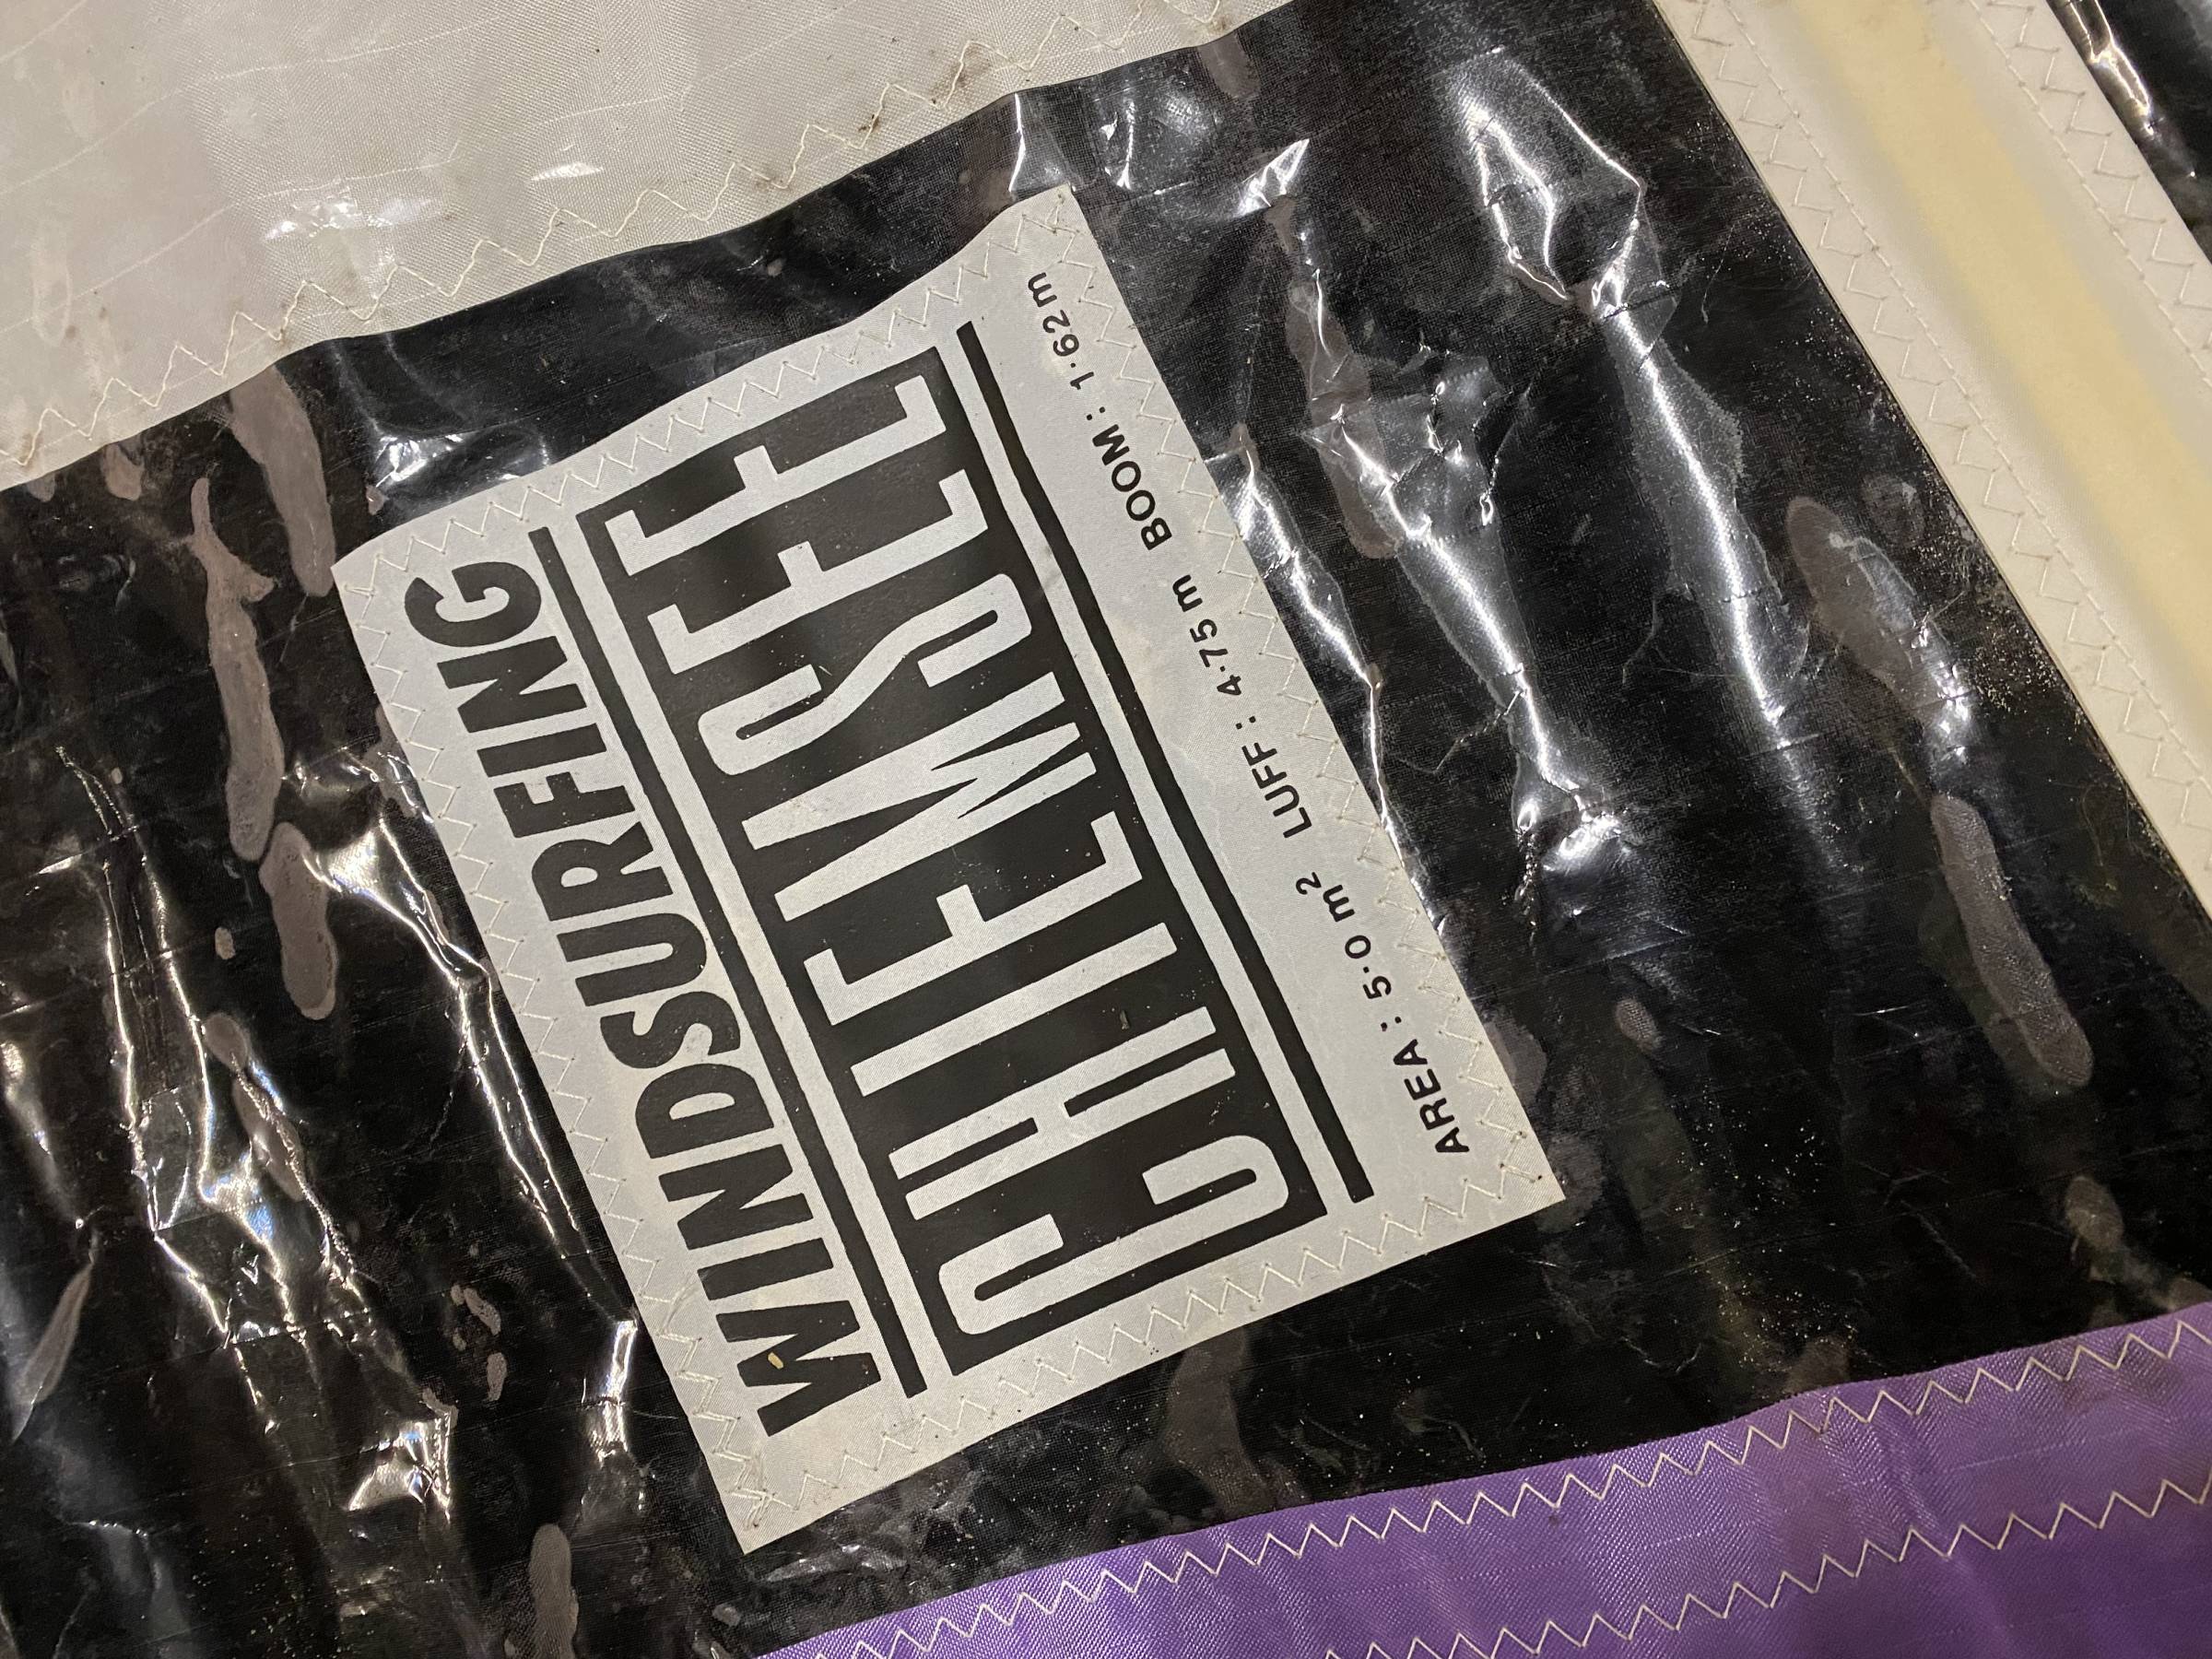 WINDSURFING
CHIEMSEE
AREA : 5·0 m² LUFF : 4·75 m BOOM : 1·62 m